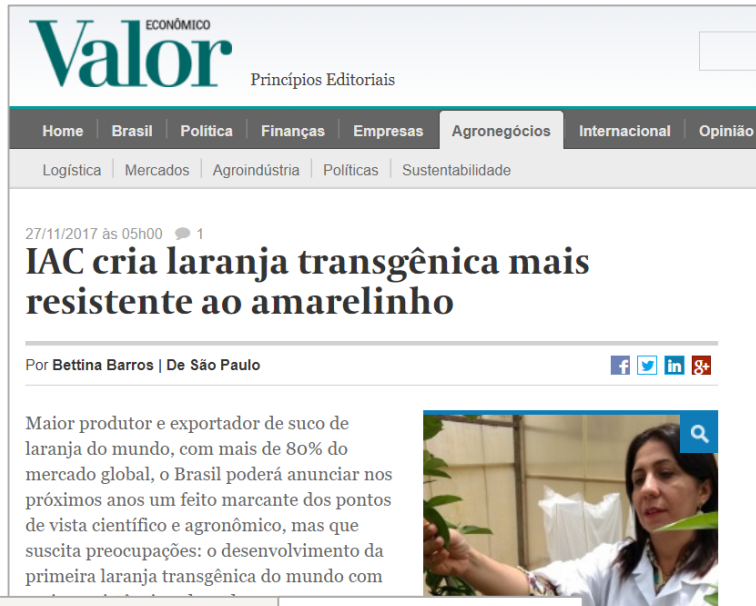 ECONÔMICO
Valor
Princípios Editoriais
Home Brasil Política Finanças Empresas Agronegócios Internacional Opinião
Logística Mercados Agroindústria Políticas Sustentabilidade
27/11/2017 às 05h00 1
IAC cria laranja transgênica mais
resistente ao amarelinho
Por Bettina Barros | De São Paulo
f in g+
Maior produtor e exportador de suco de
laranja do mundo, com mais de 80% do
mercado global, o Brasil poderá anunciar nos
próximos anos um feito marcante dos pontos
de vista científico e agronômico, mas que
suscita preocupações: o desenvolvimento da
primeira laranja transgênica do mundo com